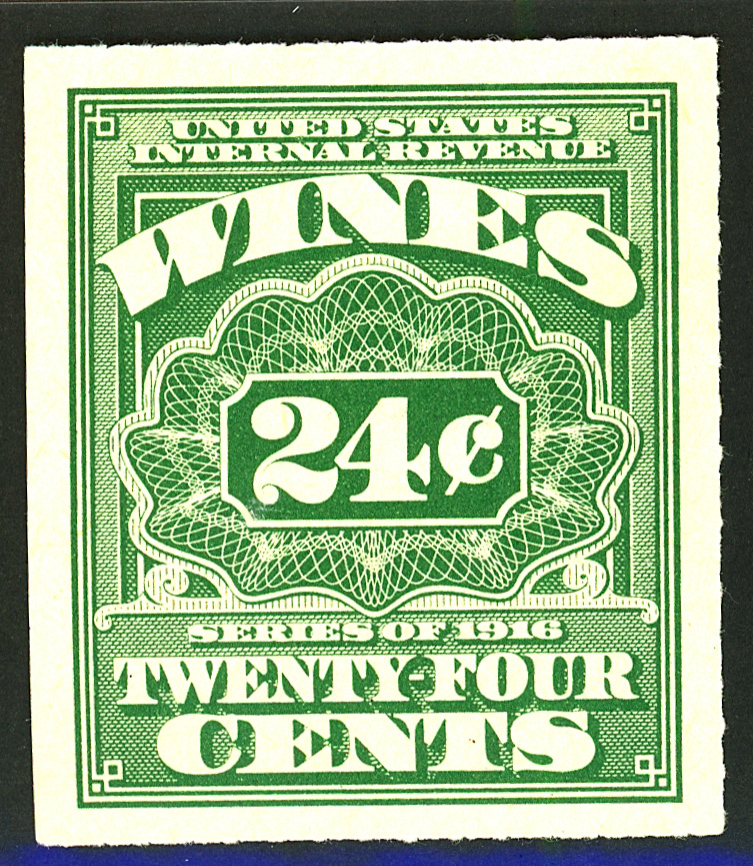 UNITED STATES
INTERNAL REVENUE
WINES
24¢
SERIES OF 1916
TWENTY-FOUR
CENTS